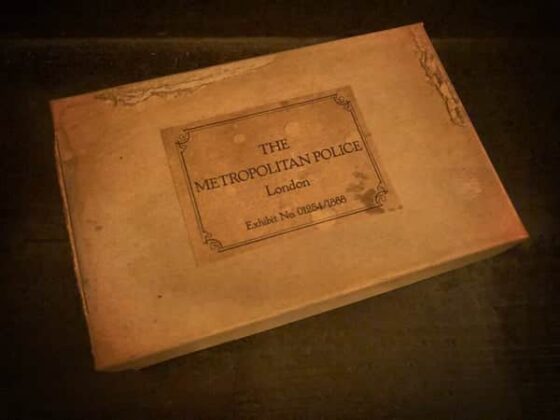 THE
METROPOLITAN POLICE
London
Exhibit No 01254/1888